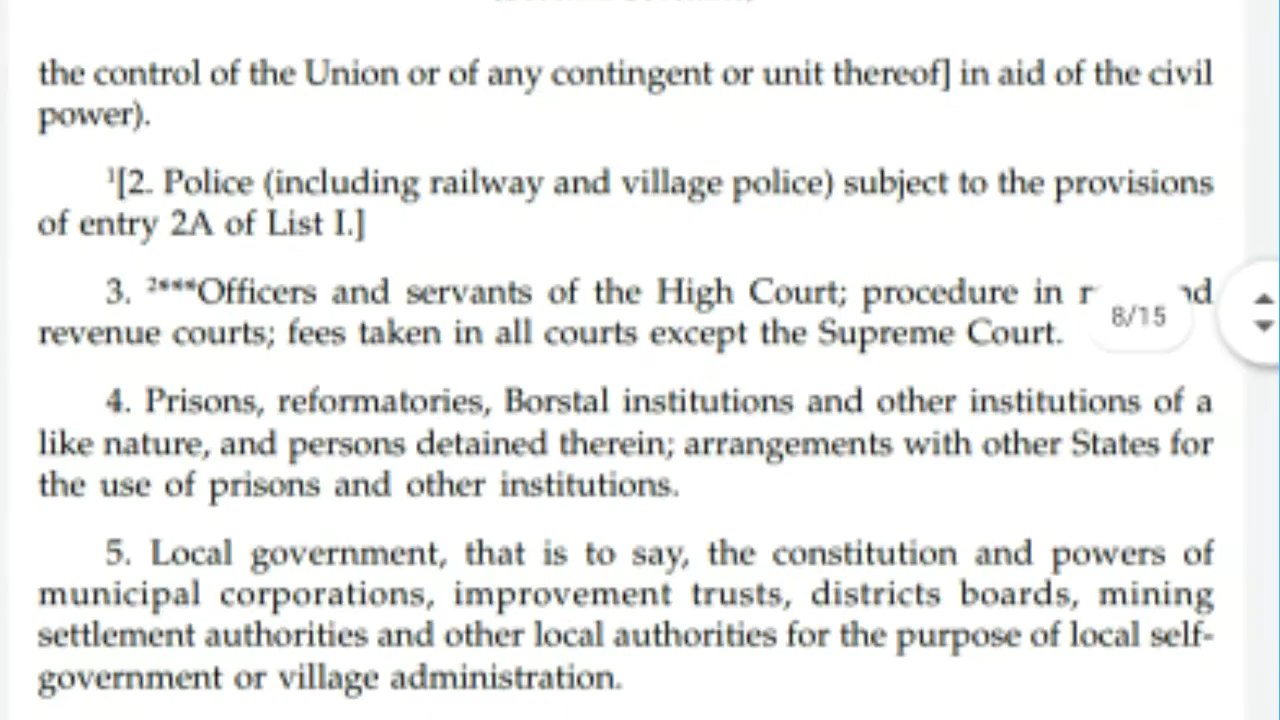 the control of the Union or of any contingent or unit thereof] in aid of the civil
power).
¹[2. Police (including railway and village police) subject to the provisions
of entry 2A of List I.]
3. ²***Officers and servants of the High Court; procedure in
revenue courts; fees taken in all courts except the Supreme Court.
8/15
4. Prisons, reformatories, Borstal institutions and other institutions of a
like nature, and persons detained therein; arrangements with other States for
the use of prisons and other institutions.
5. Local government, that is to say, the constitution and powers of
municipal corporations, improvement trusts, districts boards, mining
settlement authorities and other local authorities for the purpose of local self-
government or village administration.